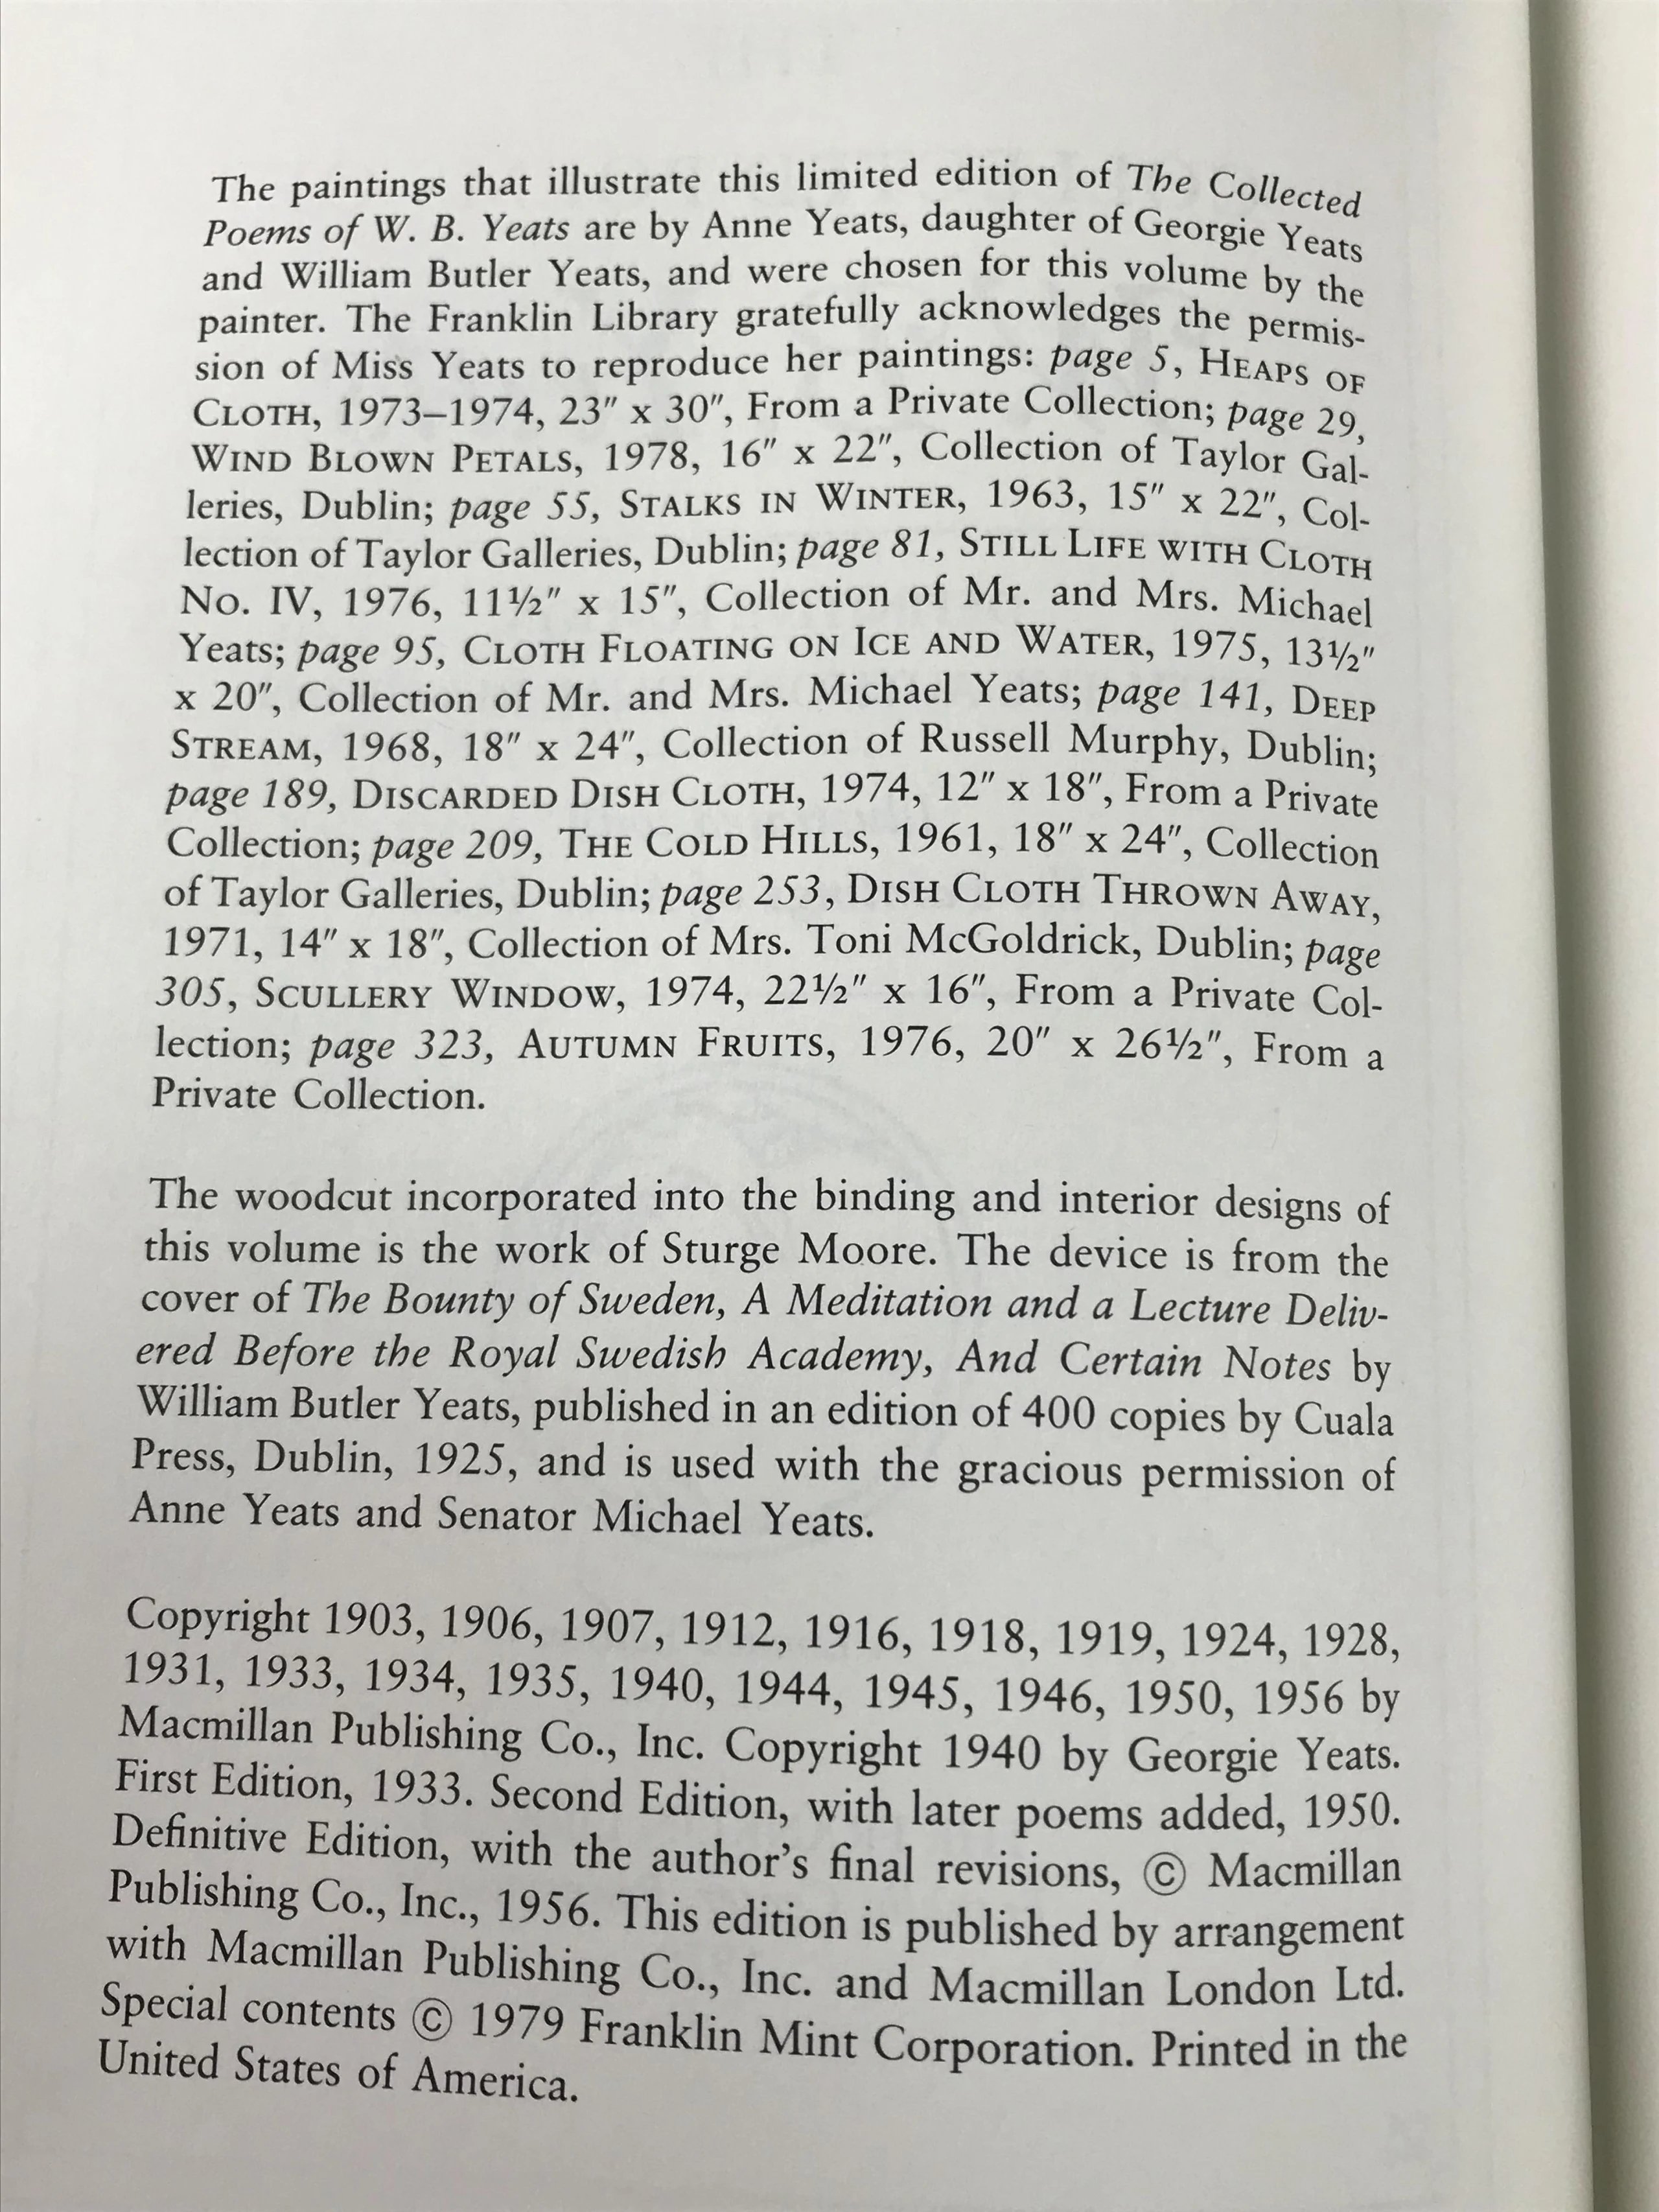 The paintings that illustrate this limited edition of The Collected
Poems of W. B. Yeats are by Anne Yeats, daughter of Georgie Yeats
and William Butler Yeats, and were chosen for this volume by the
painter. The Franklin Library gratefully acknowledges the permis-
sion of Miss Yeats to reproduce her paintings: page 5, HEAPS OF
CLOTH, 1973–1974, 23″ x 30″, From a Private Collection; page 29,
WIND BLOWN PETALS, 1978, 16″ x 22″, Collection of Taylor Gal-
leries, Dublin; page 55, STALKS IN WINTER, 1963, 15″ x 22″, Col-
lection of Taylor Galleries, Dublin; page 81, STILL LIFE WITH CLOTH
No. IV, 1976, 11½″ x 15″, Collection of Mr. and Mrs. Michael
Yeats; page 95, CLOTH FLOATING ON ICE AND WATER, 1975, 13½″
x 20″, Collection of Mr. and Mrs. Michael Yeats; page 141, DEEP
STREAM, 1968, 18″ x 24″, Collection of Russell Murphy, Dublin;
page 189, DISCARDED DISH CLOTH, 1974, 12″ x 18″, From a Private
Collection; page 209, THE COLD HILLS, 1961, 18″ x 24″, Collection
of Taylor Galleries, Dublin; page 253, DISH CLOTH THROWN AWAY,
1971, 14″ x 18″, Collection of Mrs. Toni McGoldrick, Dublin; page
305, SCULLERY WINDOW, 1974, 22½″ x 16″, From a Private Col-
lection; page 323, AUTUMN FRUITS, 1976, 20″ x 26½″, From a
Private Collection.
The woodcut incorporated into the binding and interior designs of
this volume is the work of Sturge Moore. The device is from the
cover of The Bounty of Sweden, A Meditation and a Lecture Deliv-
ered Before the Royal Swedish Academy, And Certain Notes by
William Butler Yeats, published in an edition of 400 copies by Cuala
Press, Dublin, 1925, and is used with the gracious permission of
Anne Yeats and Senator Michael Yeats.
Copyright 1903, 1906, 1907, 1912, 1916, 1918, 1919, 1924, 1928,
1931, 1933, 1934, 1935, 1940, 1944, 1945, 1946, 1950, 1956 by
Macmillan Publishing Co., Inc. Copyright 1940 by Georgie Yeats.
First Edition, 1933. Second Edition, with later poems added, 1950.
Definitive Edition, with the author's final revisions, © Macmillan
Publishing Co., Inc., 1956. This edition is published by arrangement
with Macmillan Publishing Co., Inc. and Macmillan London Ltd.
Special contents © 1979 Franklin Mint Corporation. Printed in the
United States of America.